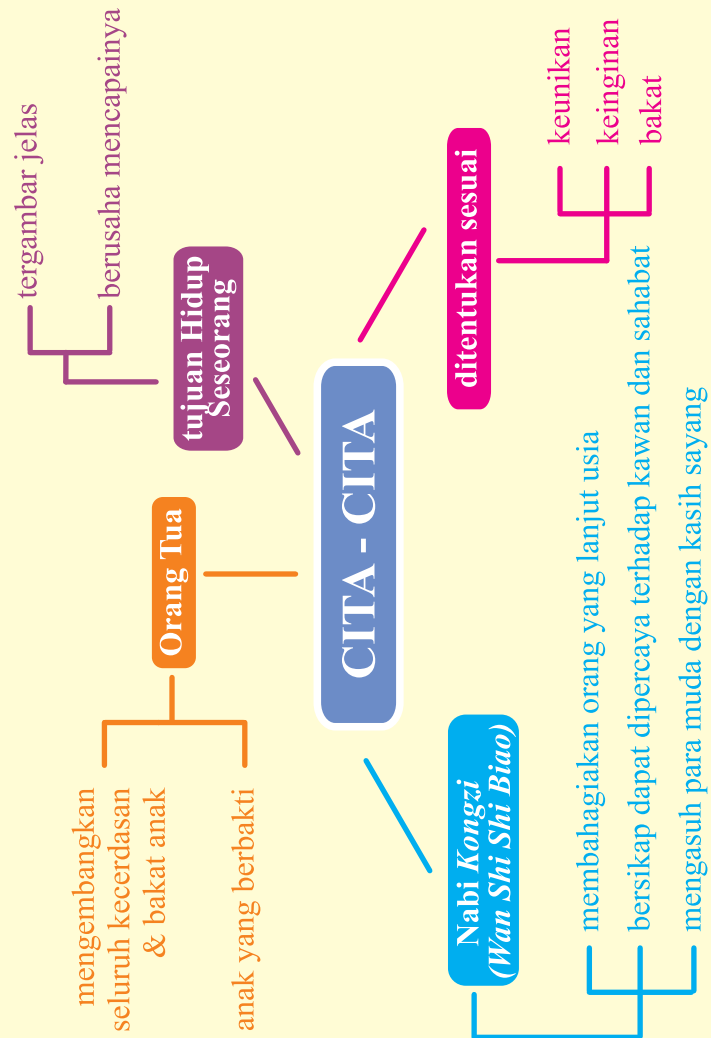 mengembangkan
seluruh kecerdasan
& bakat anak
anak yang berbakti
Orang Tua
tujuan Hidup
Seseorang
tergambar jelas
berusaha mencapainya
CITA - CITA
Nabi Kongzi
(Wan Shi Shi Biao)
membahagiakan orang yang lanjut usia
bersikap dapat dipercaya terhadap kawan dan sahabat
mengasuh para muda dengan kasih sayang
ditentukan sesuai
keunikan
keinginan
bakat